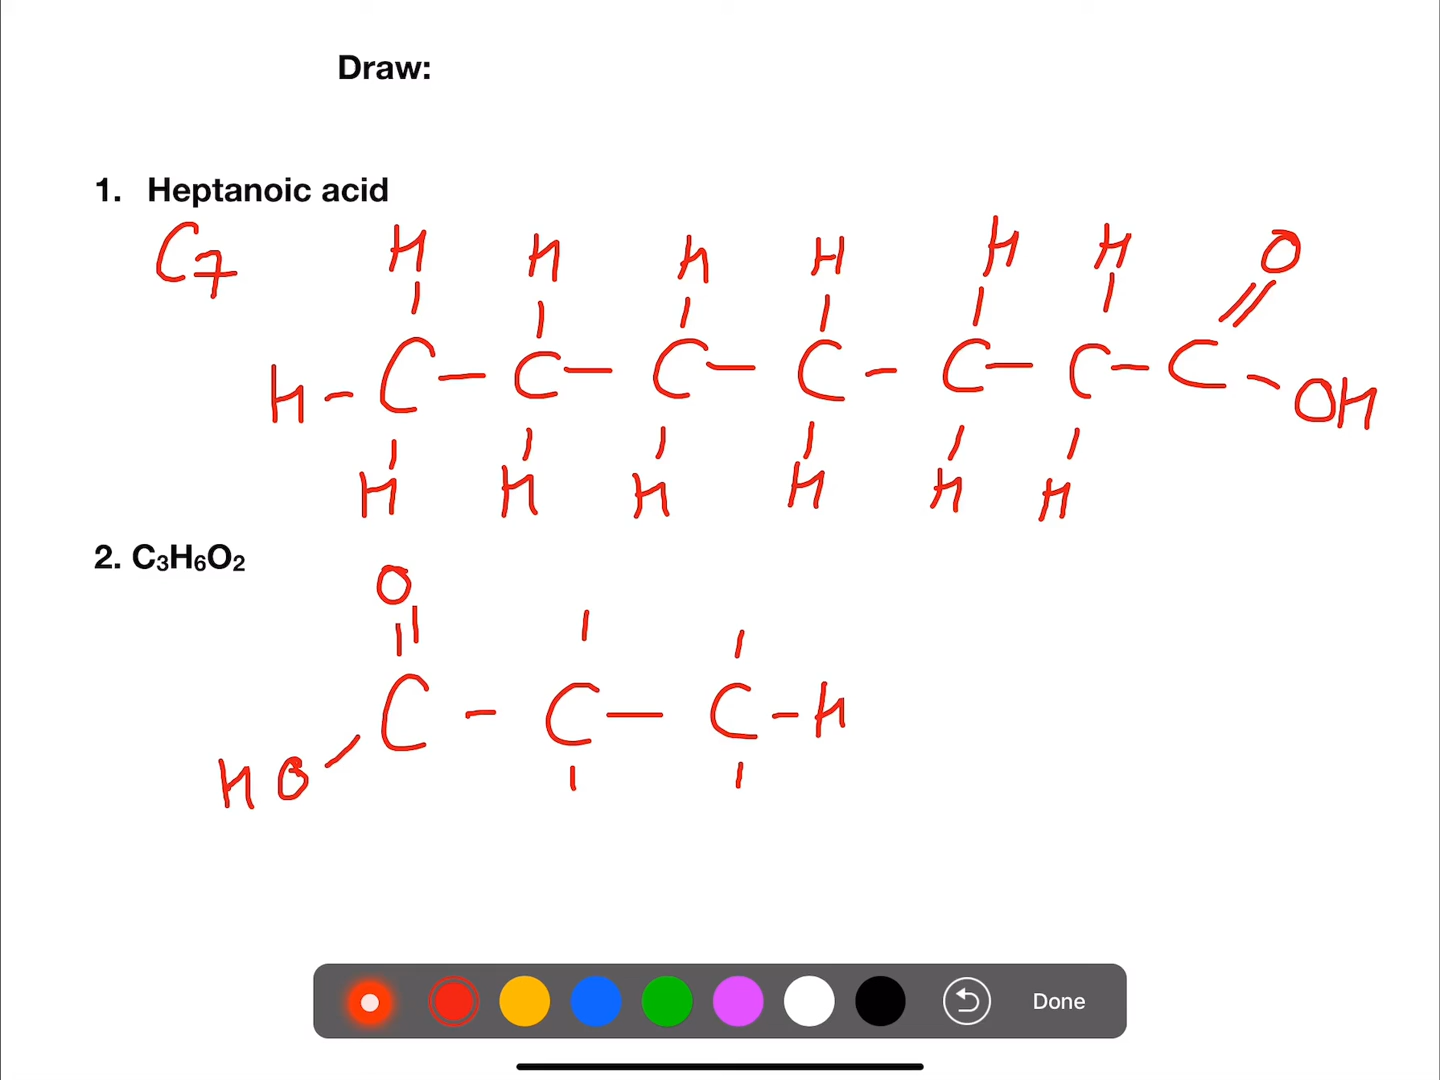 Draw:
1. Heptanoic acid
C7
H H H H H H O
H - C - C - C - C - C - C - C - OH
H H H H H H
2. C₃H₆O₂
O
C - C - C - H
HO
Done